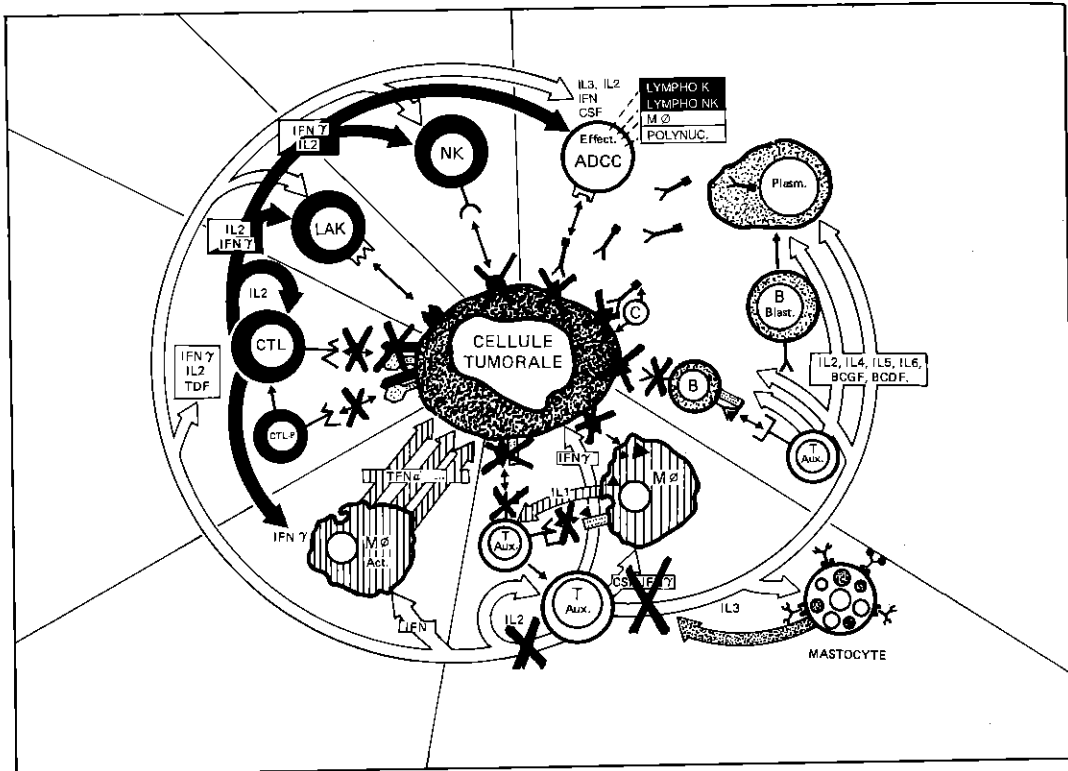 IL3, IL2
IFN
CSF
LYMPHO K
LYMPHO NK
M Ø
POLYNUC.
Effect.
ADCC
IFN γ
IL2
NK
Plasm.
LAK
IL2
IFN γ
IL2
B
Blast.
C
CTL
CELLULE
TUMORALE
IFN γ
IL2
TDF
IL2, IL4, IL5, IL6,
BCGF, BCDF.
B
CTL-P
T
Aux.
IFN γ
M Ø
TFN α ...
IL1
IFN γ
M Ø
Act.
T
Aux.
T
Aux.
IFN γ
IL2
IFN
IL3
MASTOCYTE